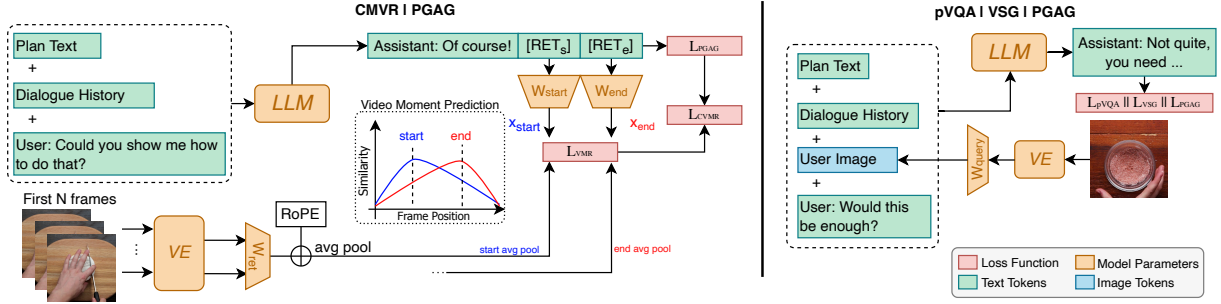 CMVR | PGAG
Plan Text
+
Dialogue History
+
User: Could you show me how
to do that?
LLM
Assistant: Of course!
[RETs]
[RETe]
LPGAG
Wstart
Wend
LCVMR
xstart
xend
LVMR
Video Moment Prediction
start
end
Similarity
Frame Position
First N frames
VE
Wret
RoPE
avg pool
start avg pool
end avg pool
...
pVQA | VSG | PGAG
Plan Text
+
Dialogue History
+
User Image
+
User: Would this
be enough?
LLM
Assistant: Not quite,
you need ...
LpVQA || LVSG || LPGAG
Wquery
VE
Loss Function
Model Parameters
Text Tokens
Image Tokens